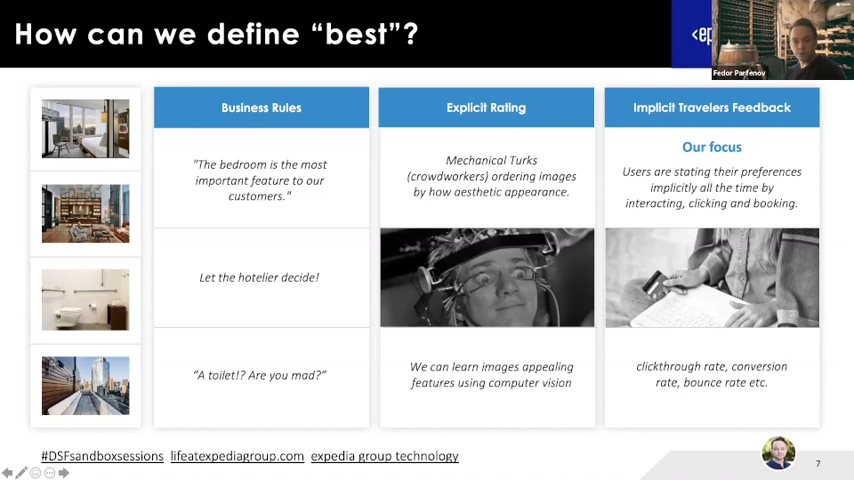 How can we define “best”?
<ep
Fedor Parfenov
Business Rules
Explicit Rating
Implicit Travelers Feedback
"The bedroom is the most
important feature to our
customers."
Mechanical Turks
(crowdworkers) ordering images
by how aesthetic appearance.
Our focus
Users are stating their preferences
implicitly all the time by
interacting, clicking and booking.
Let the hotelier decide!
“A toilet!? Are you mad?”
We can learn images appealing
features using computer vision
clickthrough rate, conversion
rate, bounce rate etc.
#DSFsandboxsessions lifeatexpediagroup.com expedia group technology
7